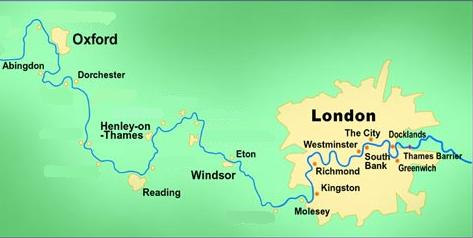 Oxford
Abingdon
Dorchester
Henley-on
-Thames
Reading
Windsor
Eton
Molesey
London
Westminster
The City
Docklands
South
Bank
Thames Barrier
Greenwich
Richmond
Kingston